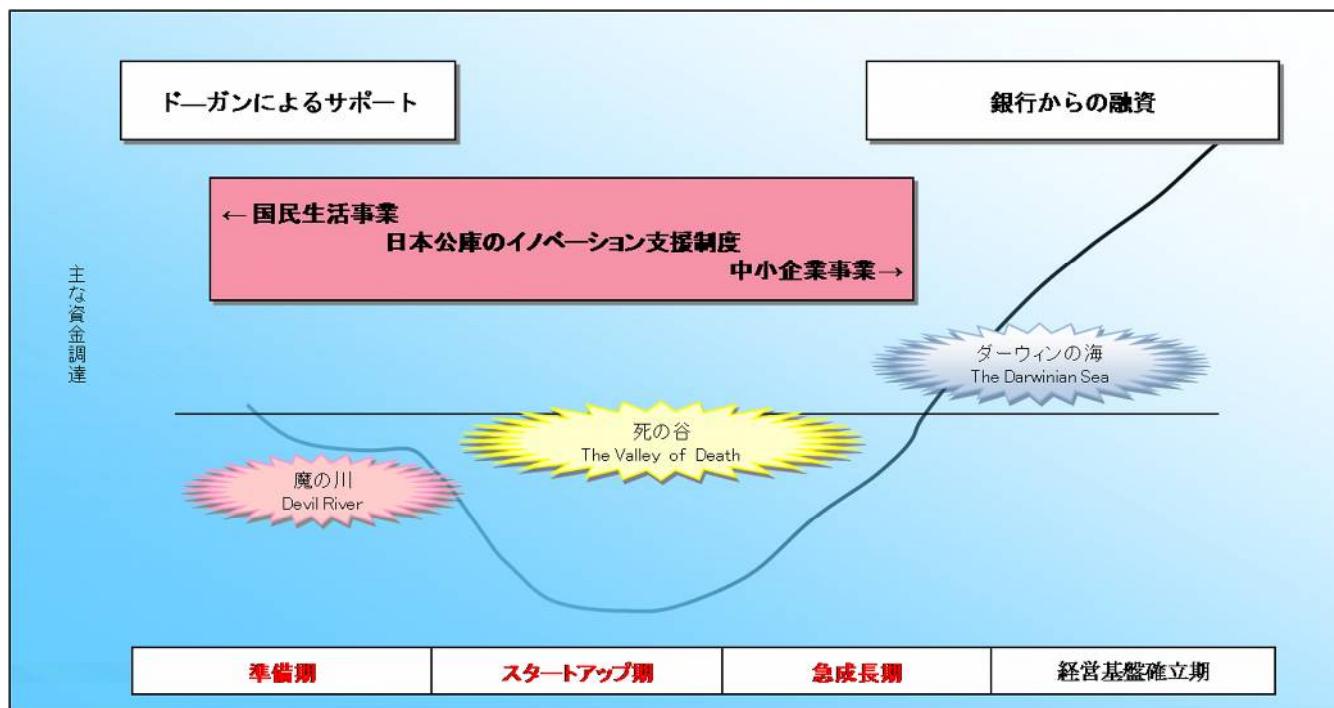 ド―ガンによるサポート
銀行からの融資
←国民生活事業
日本公庫のイノベーション支援制度
中小企業事業→
主な資金調達
ダーウィンの海
The Darwinian Sea
死の谷
The Valley of Death
魔の川
Devil River
準備期
スタートアップ期
急成長期
経営基盤確立期